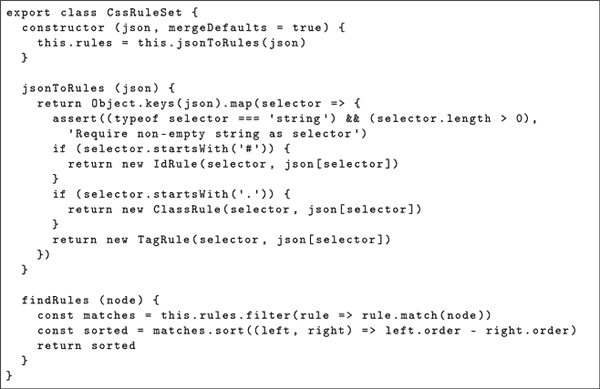 export class CssRuleSet {
  constructor (json, mergeDefaults = true) {
    this.rules = this.jsonToRules(json)
  }

  jsonToRules (json) {
    return Object.keys(json).map(selector => {
      assert((typeof selector === 'string') && (selector.length > 0),
        'Require non-empty string as selector')
      if (selector.startsWith('#')) {
        return new IdRule(selector, json[selector])
      }
      if (selector.startsWith('.')) {
        return new ClassRule(selector, json[selector])
      }
      return new TagRule(selector, json[selector])
    })
  }

  findRules (node) {
    const matches = this.rules.filter(rule => rule.match(node))
    const sorted = matches.sort((left, right) => left.order - right.order)
    return sorted
  }
}